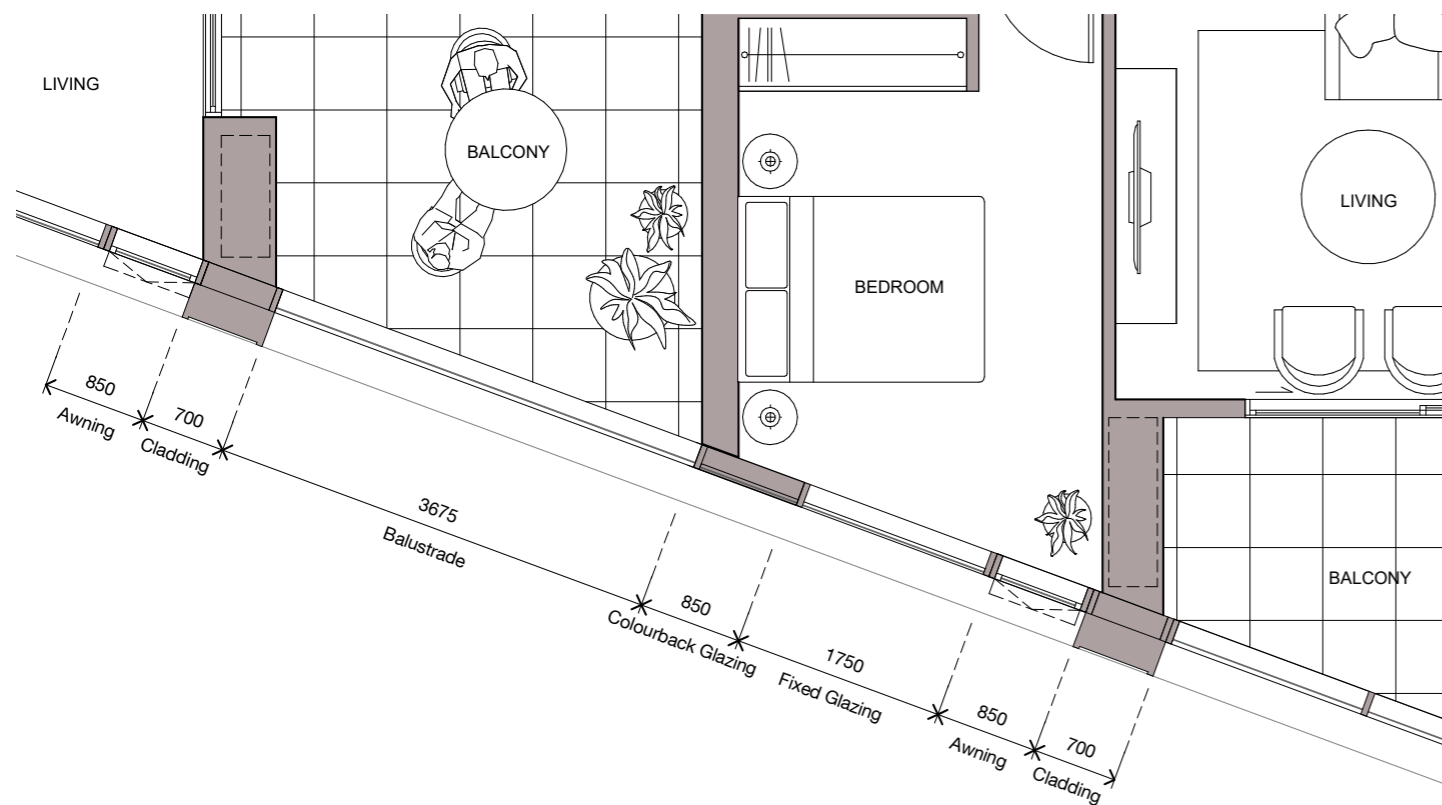 LIVING
BALCONY
LIVING
BEDROOM
BALCONY
850
Awning
700
Cladding
3675
Balustrade
850
Colourback Glazing
1750
Fixed Glazing
850
Awning
700
Cladding